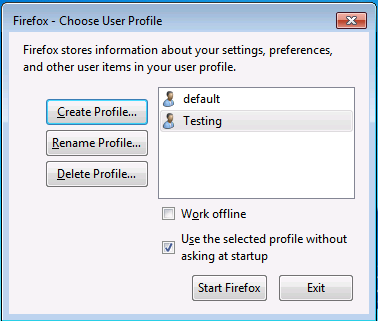 Firefox - Choose User Profile
Firefox stores information about your settings, preferences,
and other user items in your user profile.
Create Profile...
Rename Profile...
Delete Profile...
default
Testing
Work offline
Use the selected profile without
asking at startup
Start Firefox
Exit